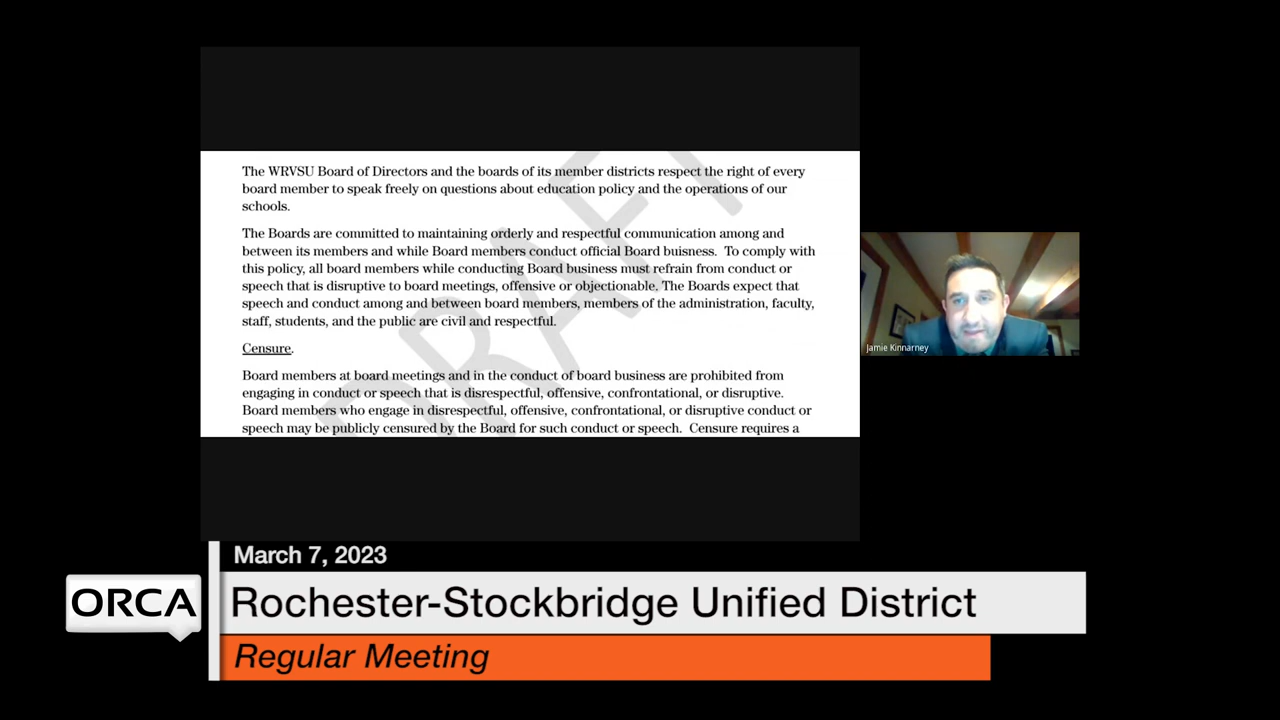 The WRVSU Board of Directors and the boards of its member districts respect the right of every
board member to speak freely on questions about education policy and the operations of our
schools.
The Boards are committed to maintaining orderly and respectful communication among and
between its members and while Board members conduct official Board buisness. To comply with
this policy, all board members while conducting Board business must refrain from conduct or
speech that is disruptive to board meetings, offensive or objectionable. The Boards expect that
speech and conduct among and between board members, members of the administration, faculty,
staff, students, and the public are civil and respectful.
Censure.
Board members at board meetings and in the conduct of board business are prohibited from
engaging in conduct or speech that is disrespectful, offensive, confrontational, or disruptive.
Board members who engage in disrespectful, offensive, confrontational, or disruptive conduct or
speech may be publicly censured by the Board for such conduct or speech. Censure requires a
DRAFT
Jamie Kinnarney
March 7, 2023
ORCA
Rochester-Stockbridge Unified District
Regular Meeting